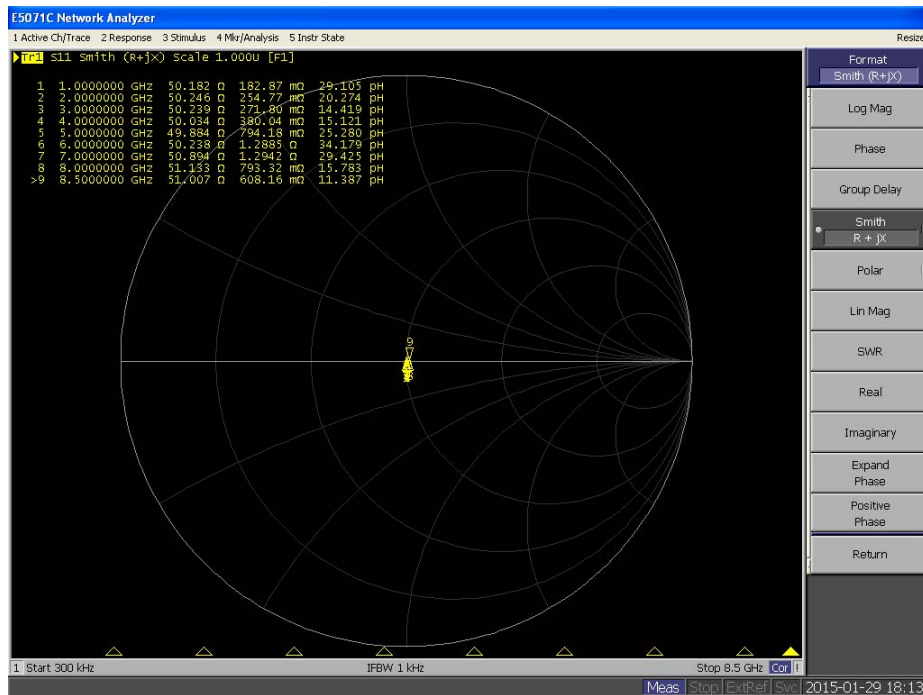 E5071C Network Analyzer
1 Active Ch/Trace 2 Response 3 Stimulus 4 Mkr/Analysis 5 Instr State
Resize
Tr1 S11 Smith (R+jX) Scale 1.000U [F1]
1 1.0000000 GHz 50.182 Ω 182.87 mΩ 29.105 pH
2 2.0000000 GHz 50.246 Ω 254.77 mΩ 20.274 pH
3 3.0000000 GHz 50.239 Ω 271.80 mΩ 14.419 pH
4 4.0000000 GHz 50.034 Ω 380.04 mΩ 15.121 pH
5 5.0000000 GHz 49.884 Ω 794.18 mΩ 25.280 pH
6 6.0000000 GHz 50.238 Ω 1.2885 Ω 34.179 pH
7 7.0000000 GHz 50.894 Ω 1.2942 Ω 29.425 pH
8 8.0000000 GHz 51.133 Ω 793.32 mΩ 15.783 pH
>9 8.5000000 GHz 51.007 Ω 608.16 mΩ 11.387 pH
9
Format
Smith (R+jX)
Log Mag
Phase
Group Delay
Smith
R + jX
Polar
Lin Mag
SWR
Real
Imaginary
Expand
Phase
Positive
Phase
Return
1 Start 300 kHz
IFBW 1 kHz
Stop 8.5 GHz Cor !
Meas Stop ExtRef Svc 2015-01-29 18:13